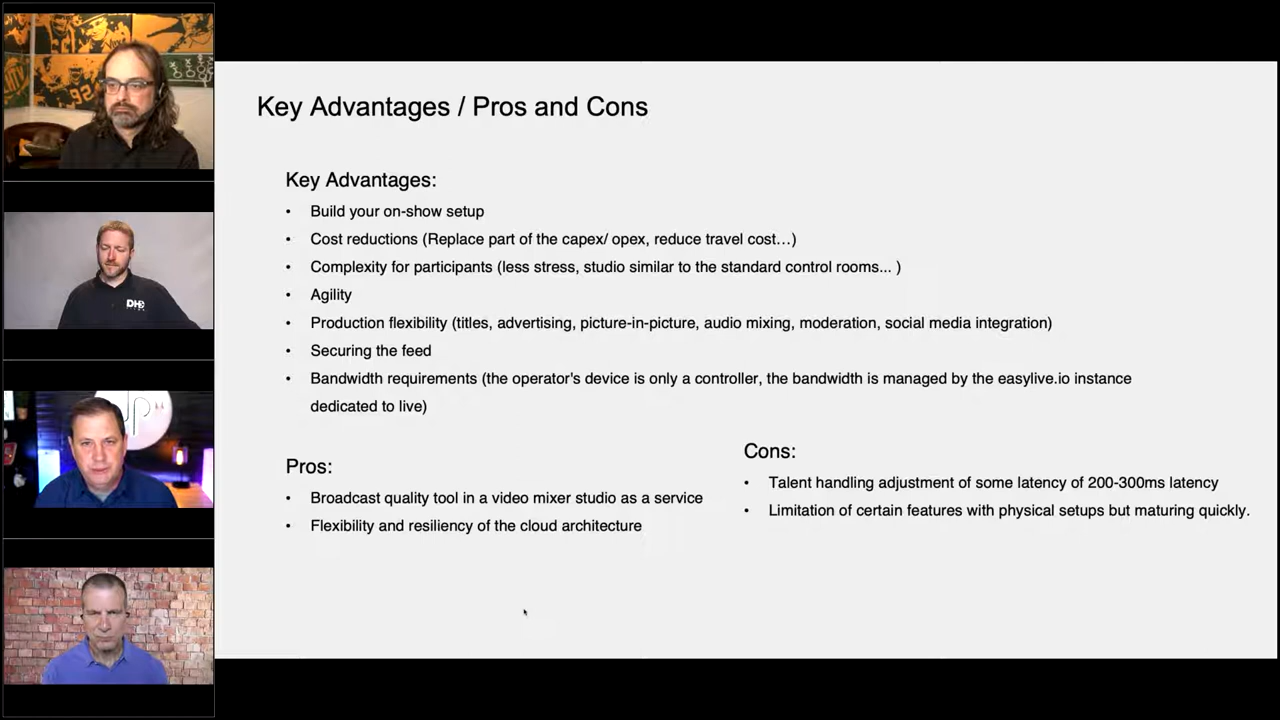 Key Advantages / Pros and Cons
Key Advantages:
• Build your on-show setup
• Cost reductions (Replace part of the capex/ opex, reduce travel cost…)
• Complexity for participants (less stress, studio similar to the standard control rooms... )
• Agility
• Production flexibility (titles, advertising, picture-in-picture, audio mixing, moderation, social media integration)
• Securing the feed
• Bandwidth requirements (the operator's device is only a controller, the bandwidth is managed by the easylive.io instance
dedicated to live)
Pros:
• Broadcast quality tool in a video mixer studio as a service
• Flexibility and resiliency of the cloud architecture
Cons:
• Talent handling adjustment of some latency of 200-300ms latency
• Limitation of certain features with physical setups but maturing quickly.